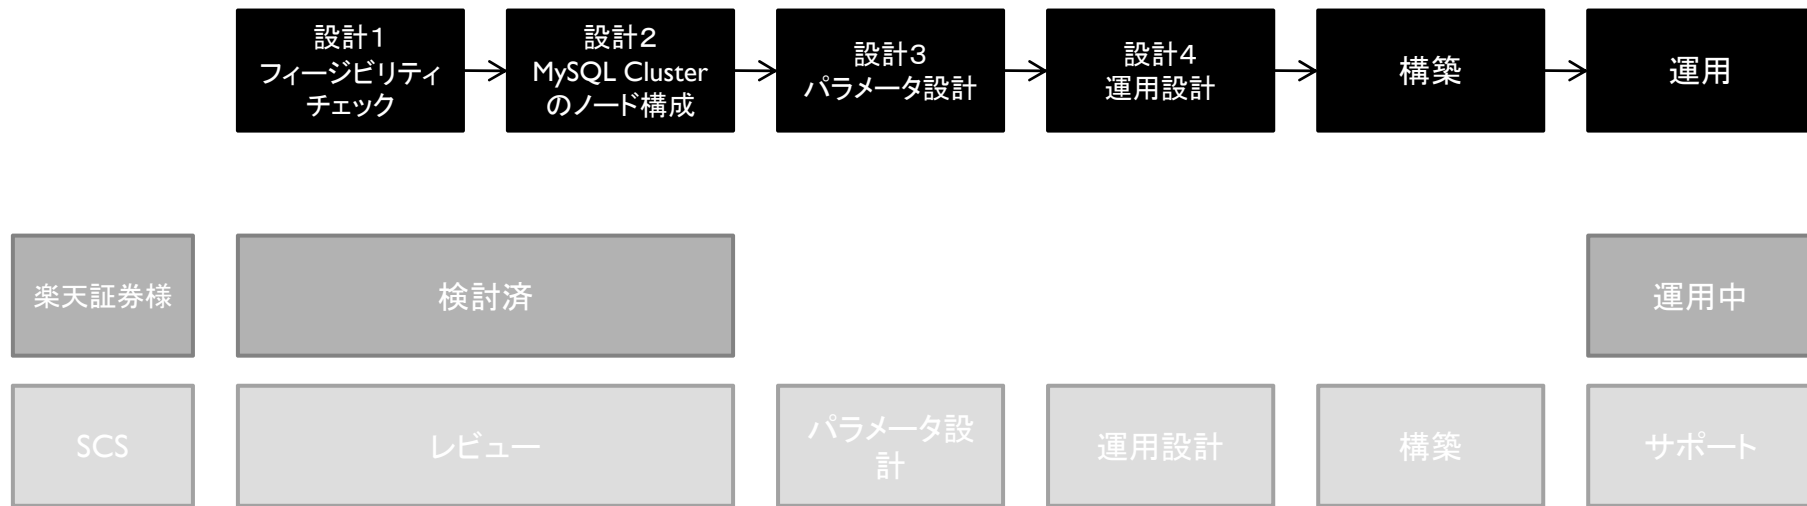 設計１
フィージビリティ
チェック
設計２
MySQL Cluster
のノード構成
設計３
パラメータ設計
設計４
運用設計
構築
運用
楽天証券様
検討済
運用中
SCS
レビュー
パラメータ設
計
運用設計
構築
サポート